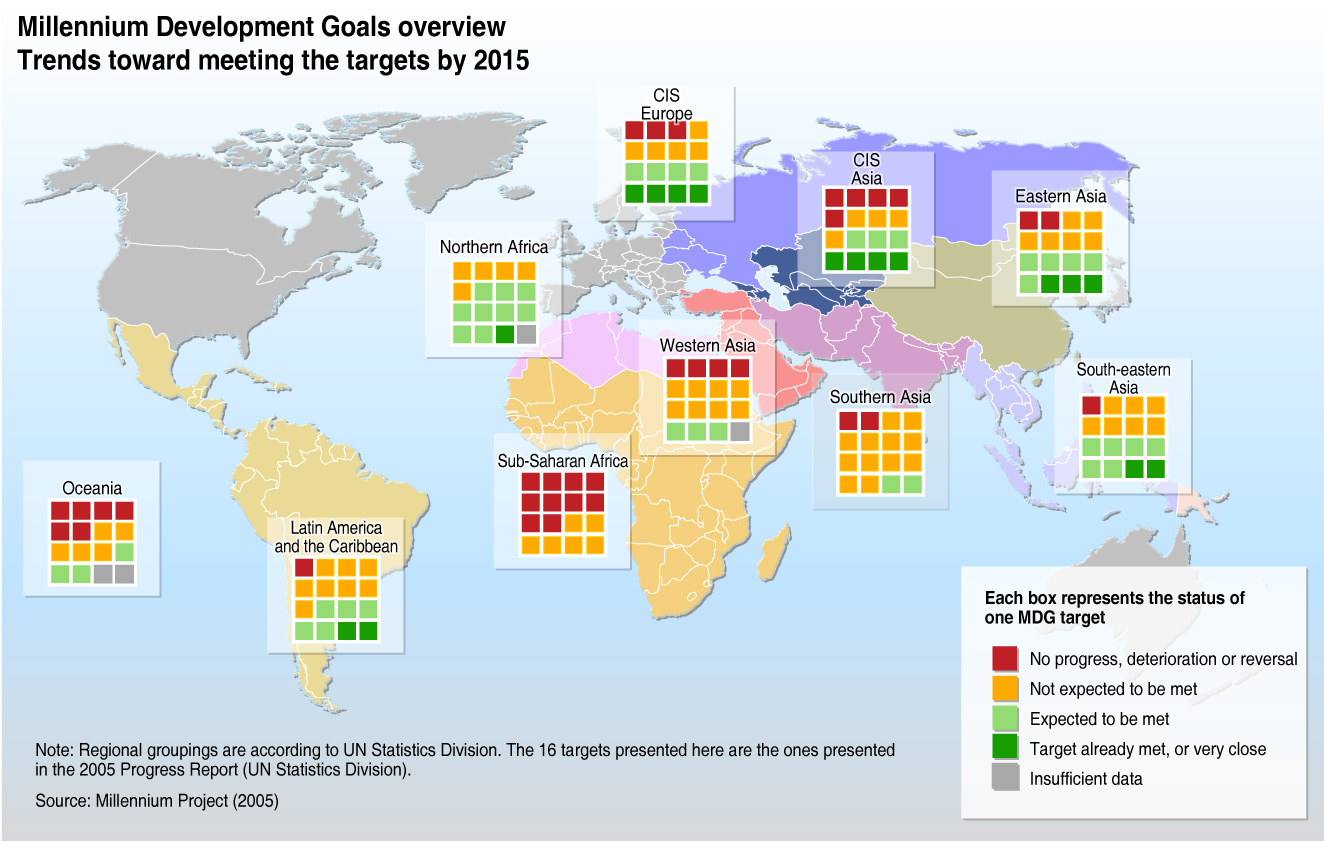 Millennium Development Goals overview
Trends toward meeting the targets by 2015
CIS
Europe
CIS
Asia
Eastern Asia
Northern Africa
Western Asia
South-eastern
Asia
Southern Asia
Sub-Saharan Africa
Oceania
Latin America
and the Caribbean
Each box represents the status of
one MDG target
No progress, deterioration or reversal
Not expected to be met
Expected to be met
Target already met, or very close
Insufficient data
Note: Regional groupings are according to UN Statistics Division. The 16 targets presented here are the ones presented
in the 2005 Progress Report (UN Statistics Division).
Source: Millennium Project (2005)